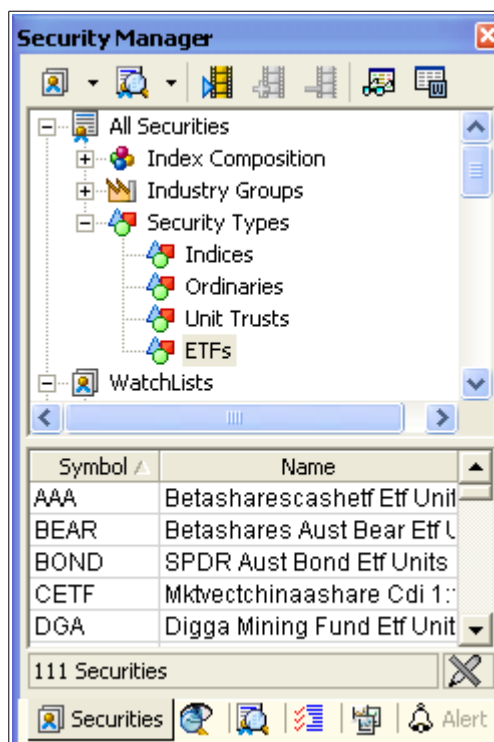 Security Manager
All Securities
Index Composition
Industry Groups
Security Types
Indices
Ordinaries
Unit Trusts
ETFs
WatchLists
Symbol Name
AAA Betasharescashetf Etf Unit
BEAR Betashares Aust Bear Etf U
BOND SPDR Aust Bond Etf Units
CETF Mktvectchinaashare Cdi 1:
DGA Digga Mining Fund Etf Unit
111 Securities
Securities Alert